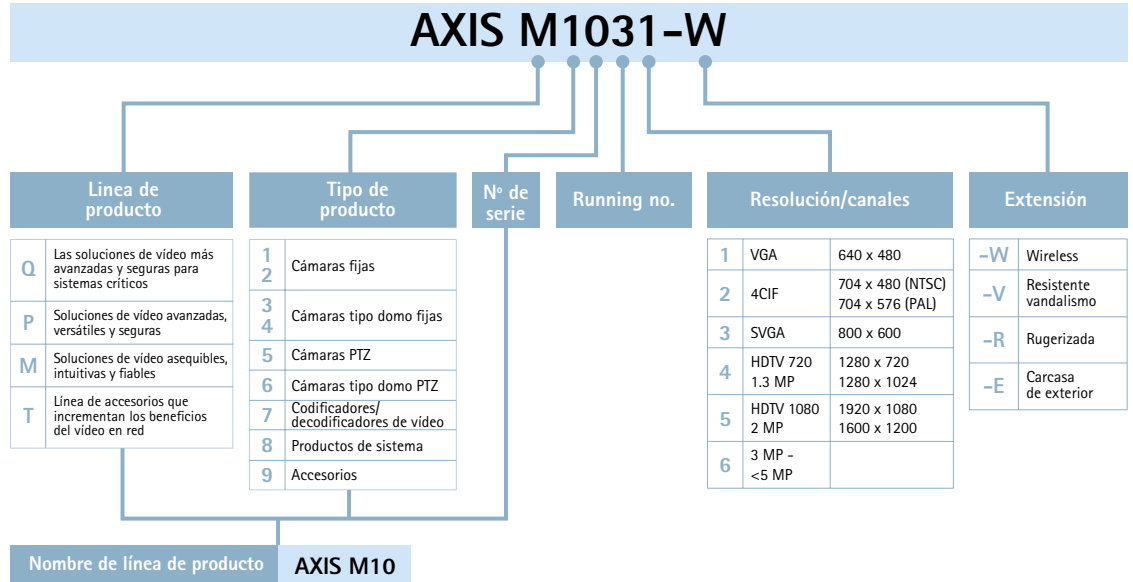 AXIS M1031-W
Linea de
producto
Tipo de
producto
Nº de
serie
Running no.
Resolución/canales
Extensión
Q
Las soluciones de vídeo más
avanzadas y seguras para
sistemas críticos
P
Soluciones de vídeo avanzadas,
versátiles y seguras
M
Soluciones de vídeo asequibles,
intuitivas y fiables
T
Línea de accesorios que
incrementan los beneficios
del vídeo en red
1
2
Cámaras fijas
3
4
Cámaras tipo domo fijas
5 Cámaras PTZ
6 Cámaras tipo domo PTZ
7
Codificadores/
decodificadores de vídeo
8 Productos de sistema
9 Accesorios
1 VGA 640 x 480
2 4CIF
704 x 480 (NTSC)
704 x 576 (PAL)
3 SVGA 800 x 600
4
HDTV 720 1280 x 720
1.3 MP 1280 x 1024
5
HDTV 1080 1920 x 1080
2 MP 1600 x 1200
6
3 MP -
<5 MP
-W Wireless
-V
Resistente
vandalismo
-R Rugerizada
-E
Carcasa
de exterior
Nombre de línea de producto AXIS M10